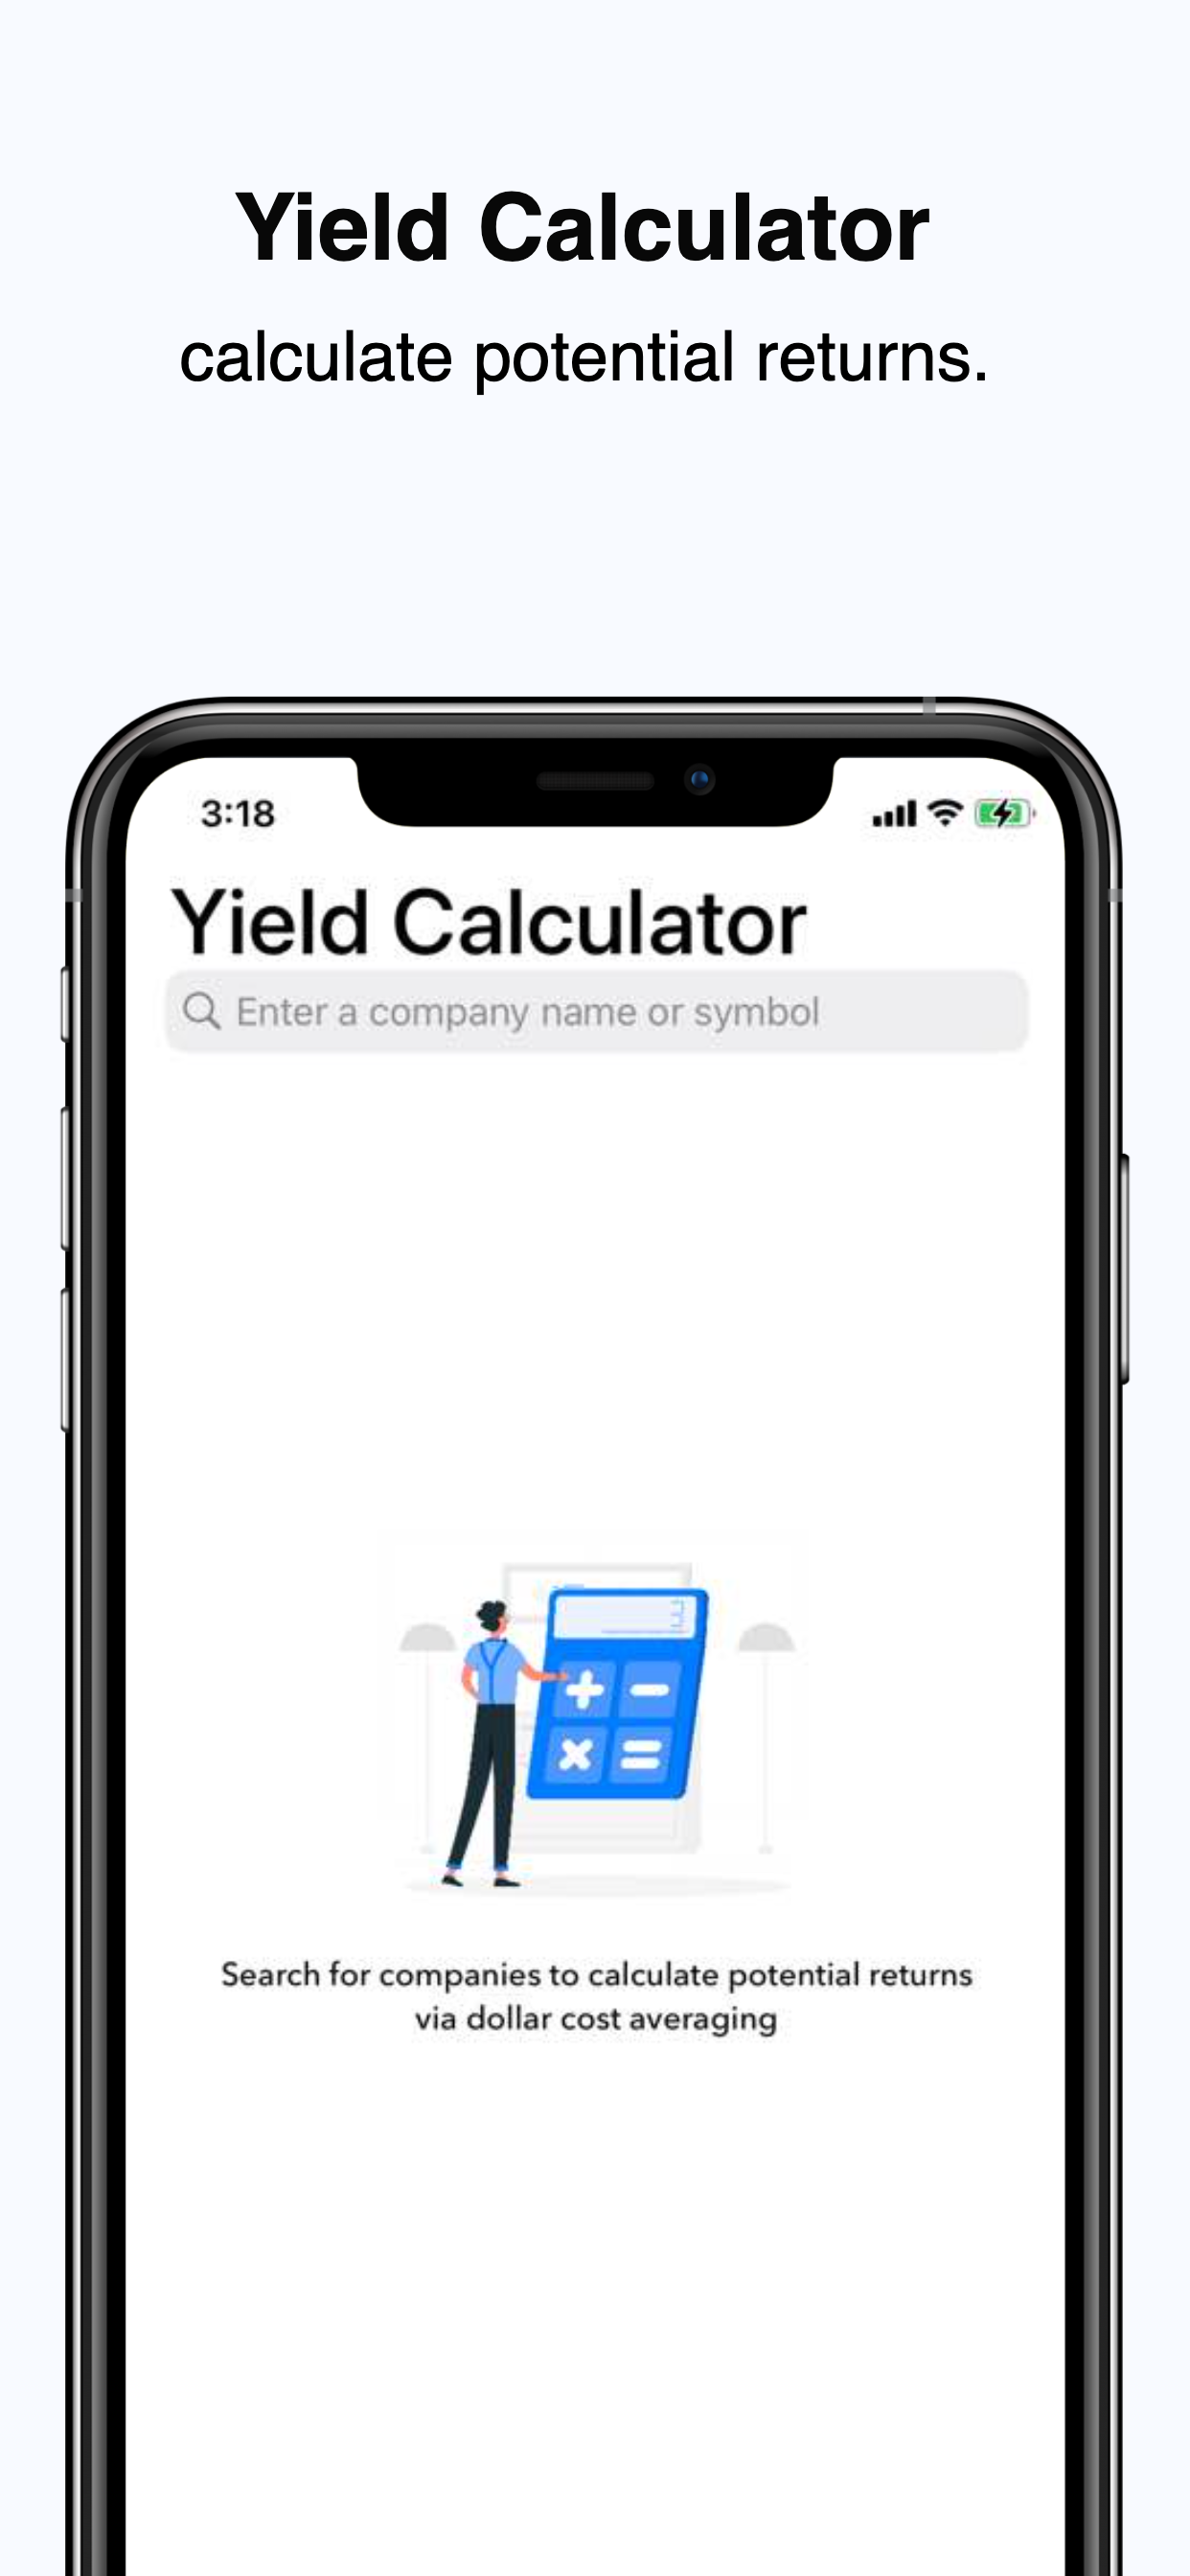 Yield Calculator
calculate potential returns.
3:18
Yield Calculator
Enter a company name or symbol
3
+ −
× =
Search for companies to calculate potential returns
via dollar cost averaging